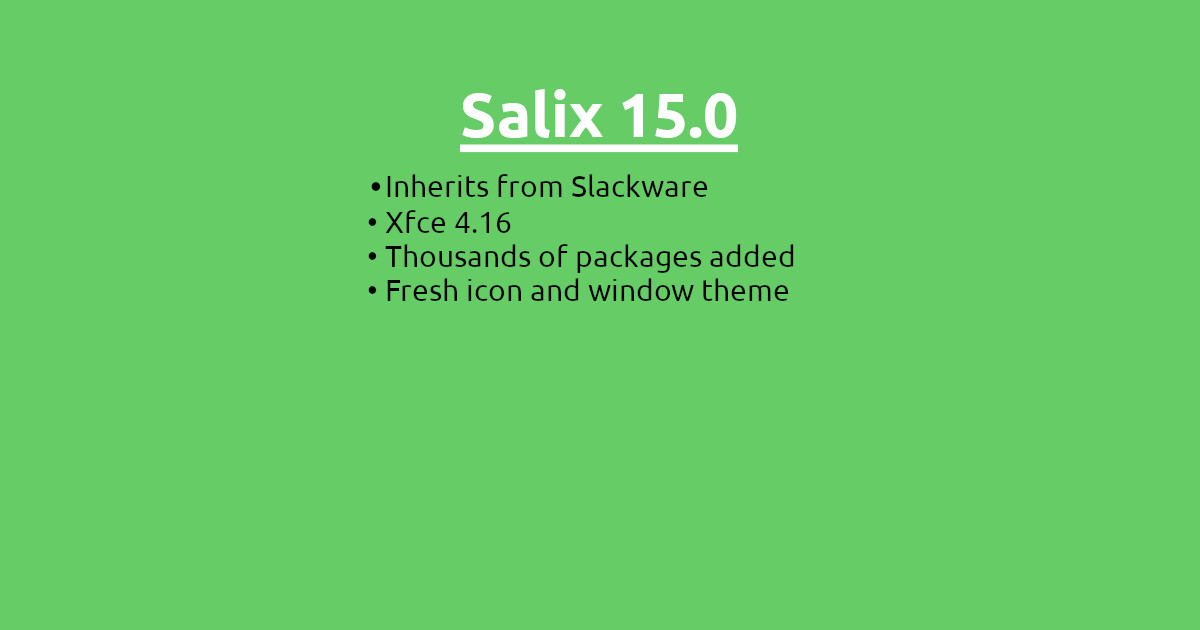 Salix 15.0
•Inherits from Slackware
• Xfce 4.16
• Thousands of packages added
• Fresh icon and window theme